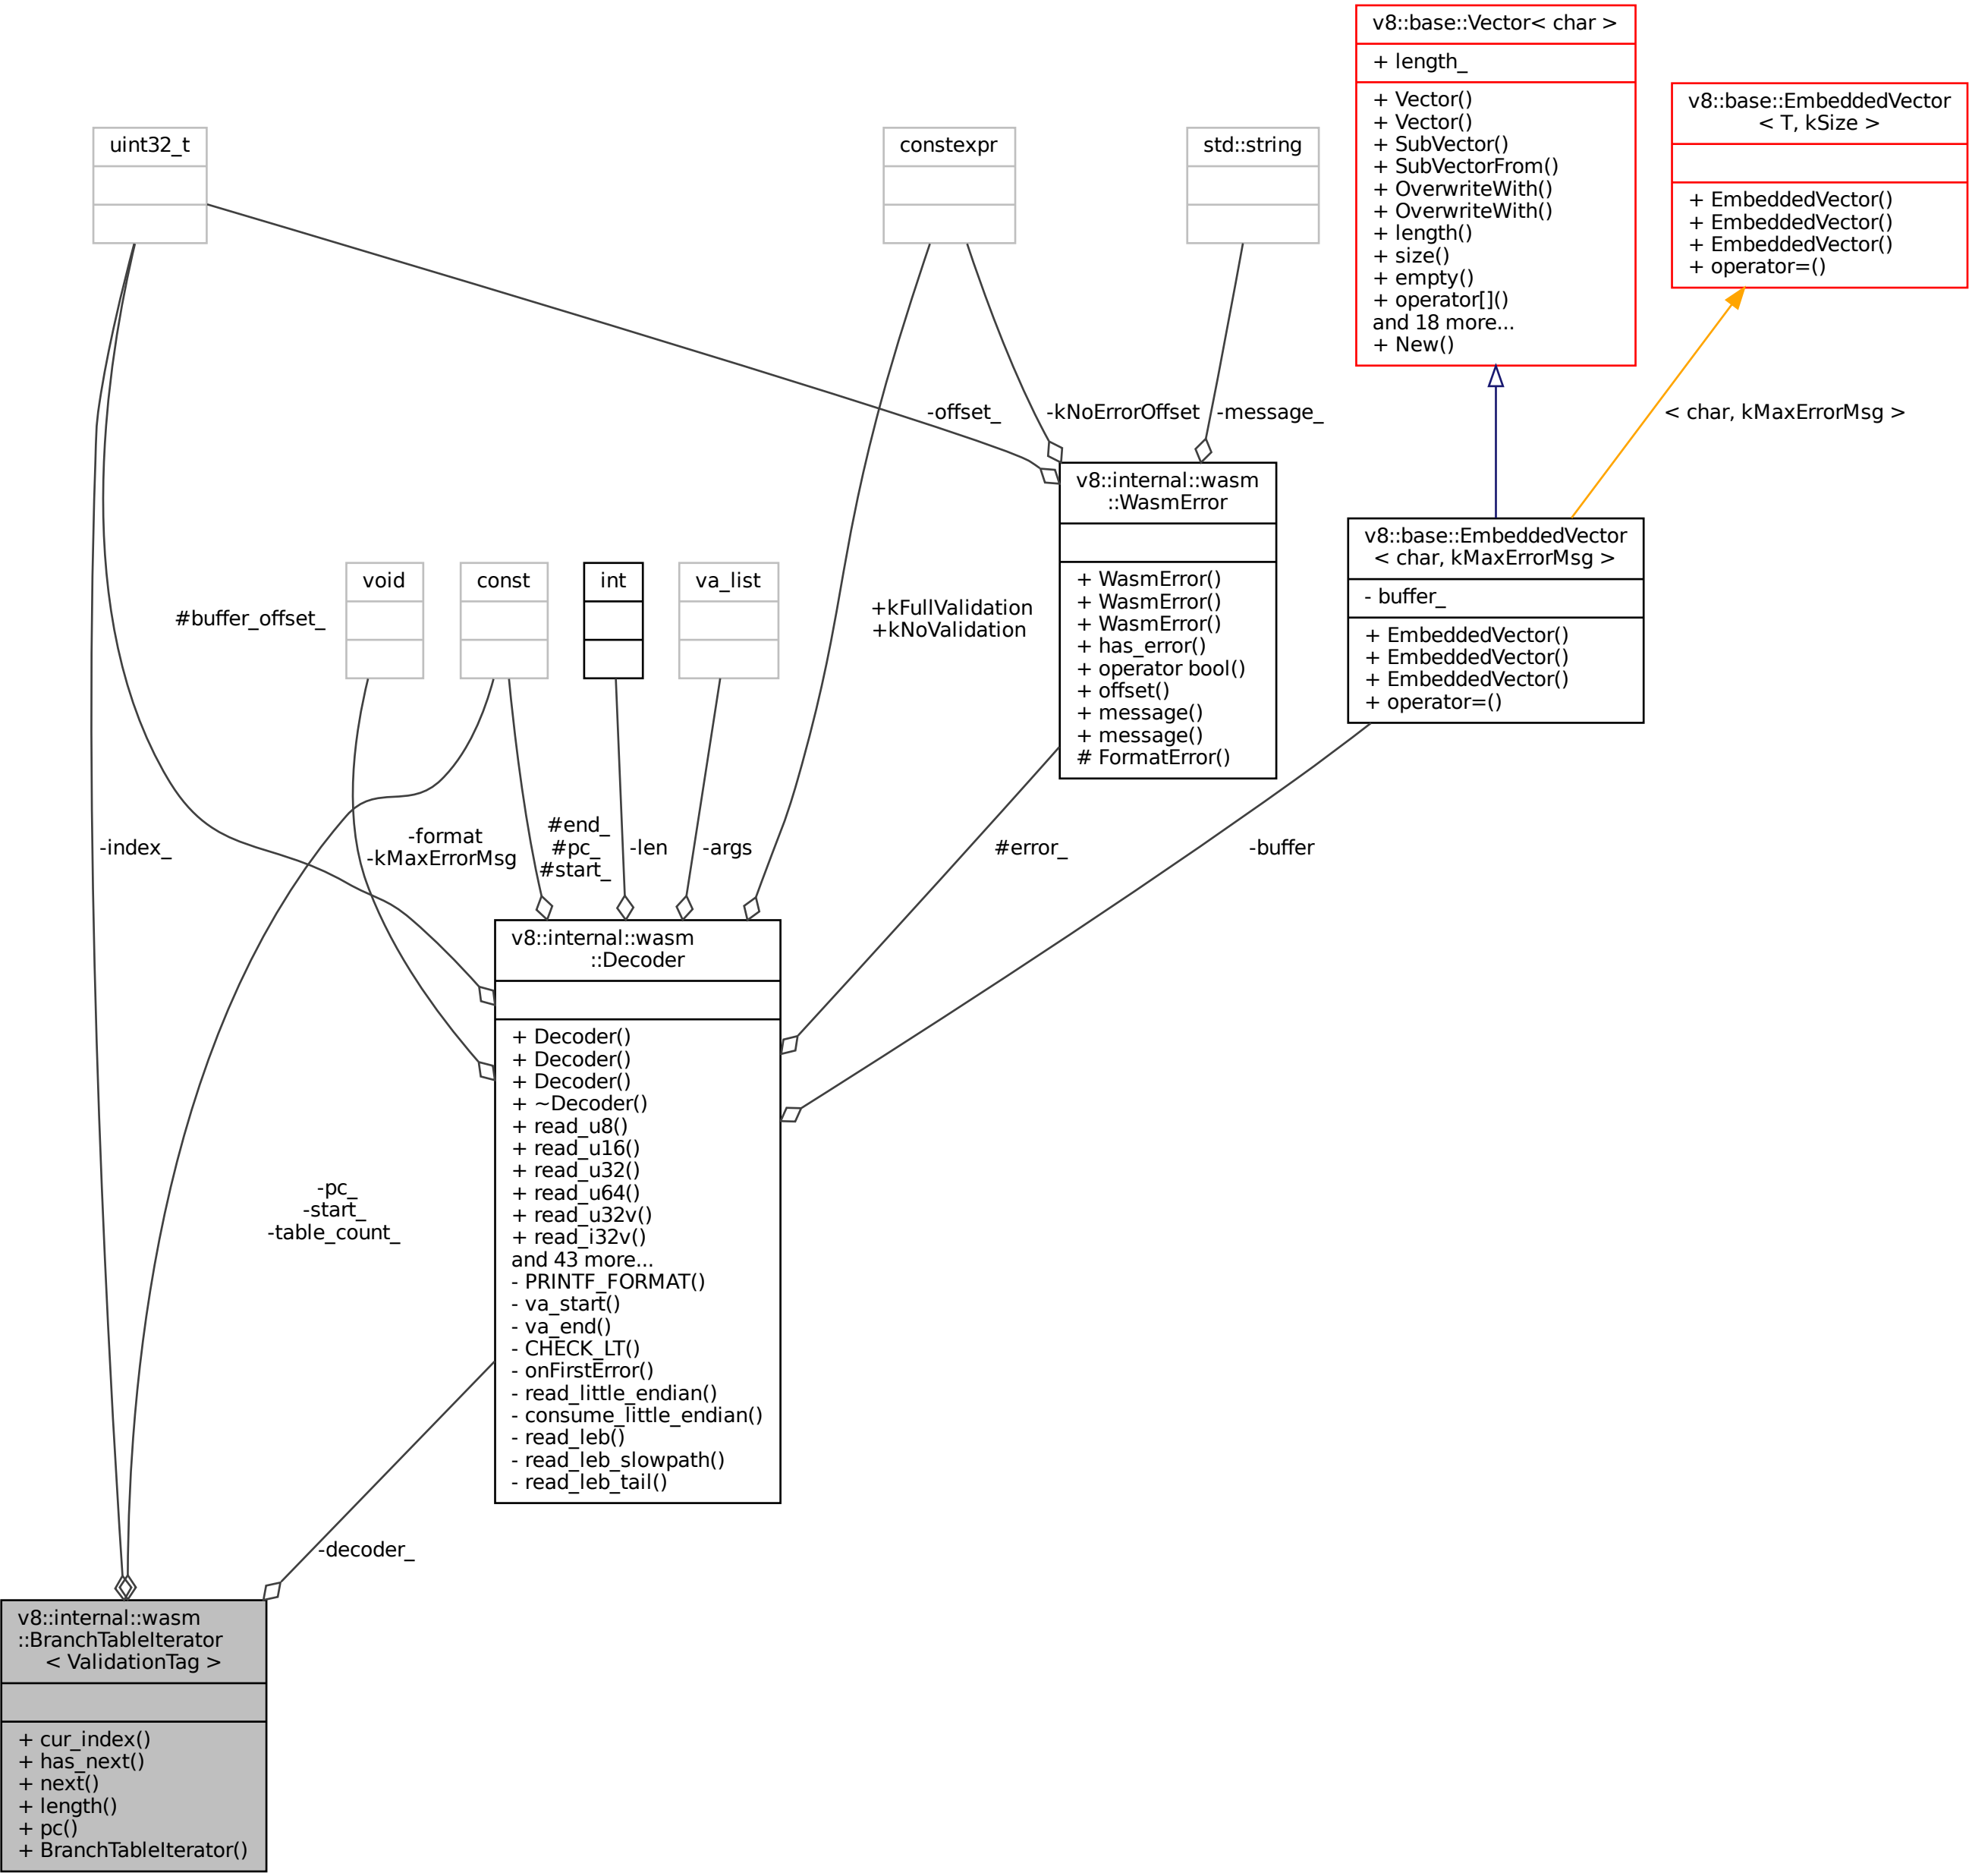 v8::base::Vector< char >
+ length_
+ Vector()
+ Vector()
+ SubVector()
+ SubVectorFrom()
+ OverwriteWith()
+ OverwriteWith()
+ length()
+ size()
+ empty()
+ operator[]()
and 18 more...
+ New()
v8::base::EmbeddedVector
< T, kSize >
+ EmbeddedVector()
+ EmbeddedVector()
+ EmbeddedVector()
+ operator=()
uint32_t
constexpr
std::string
-offset_
-kNoErrorOffset
-message_
< char, kMaxErrorMsg >
v8::internal::wasm
::WasmError
+ WasmError()
+ WasmError()
+ WasmError()
+ has_error()
+ operator bool()
+ offset()
+ message()
+ message()
# FormatError()
v8::base::EmbeddedVector
< char, kMaxErrorMsg >
- buffer_
+ EmbeddedVector()
+ EmbeddedVector()
+ EmbeddedVector()
+ operator=()
void
const
int
va_list
#buffer_offset_
+kFullValidation
+kNoValidation
-index_
-format
-kMaxErrorMsg
#end_
#pc_
#start_
-len
-args
#error_
-buffer
v8::internal::wasm
::Decoder
+ Decoder()
+ Decoder()
+ Decoder()
+ ~Decoder()
+ read_u8()
+ read_u16()
+ read_u32()
+ read_u64()
+ read_u32v()
+ read_i32v()
and 43 more...
- PRINTF_FORMAT()
- va_start()
- va_end()
- CHECK_LT()
- onFirstError()
- read_little_endian()
- consume_little_endian()
- read_leb()
- read_leb_slowpath()
- read_leb_tail()
-pc_
-start_
-table_count_
-decoder_
v8::internal::wasm
::BranchTableIterator
< ValidationTag >
+ cur_index()
+ has_next()
+ next()
+ length()
+ pc()
+ BranchTableIterator()